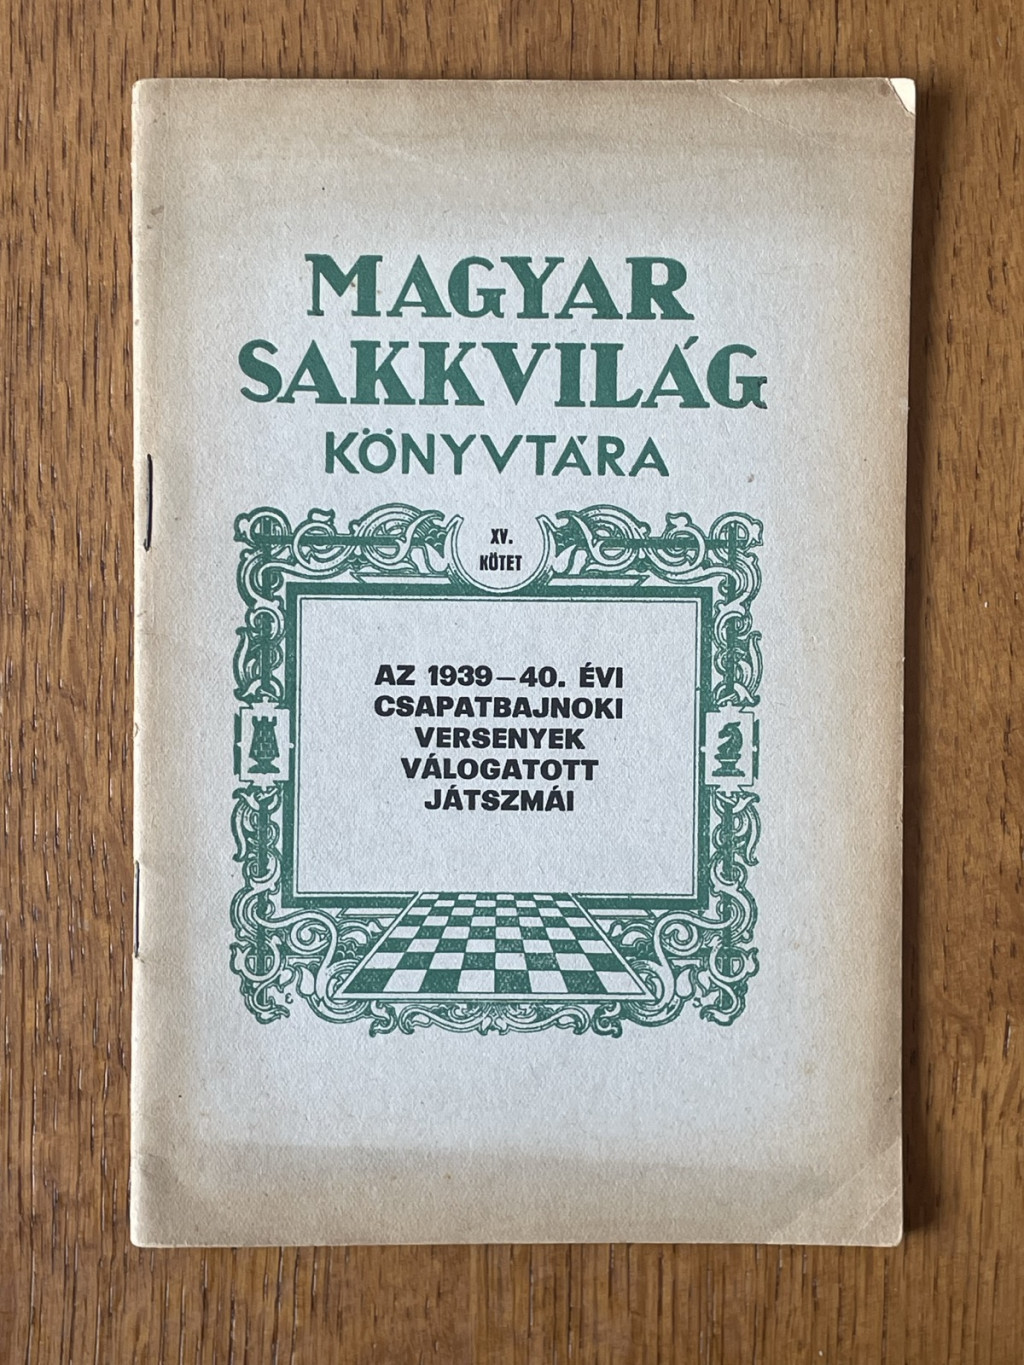 MAGYAR
SAKKVILÁG
KÖNYVTÁRA
XV.
KÖTET
AZ 1939–40. ÉVI
CSAPATBAJNOKI
VERSENYEK
VÁLOGATOTT
JÁTSZMÁI